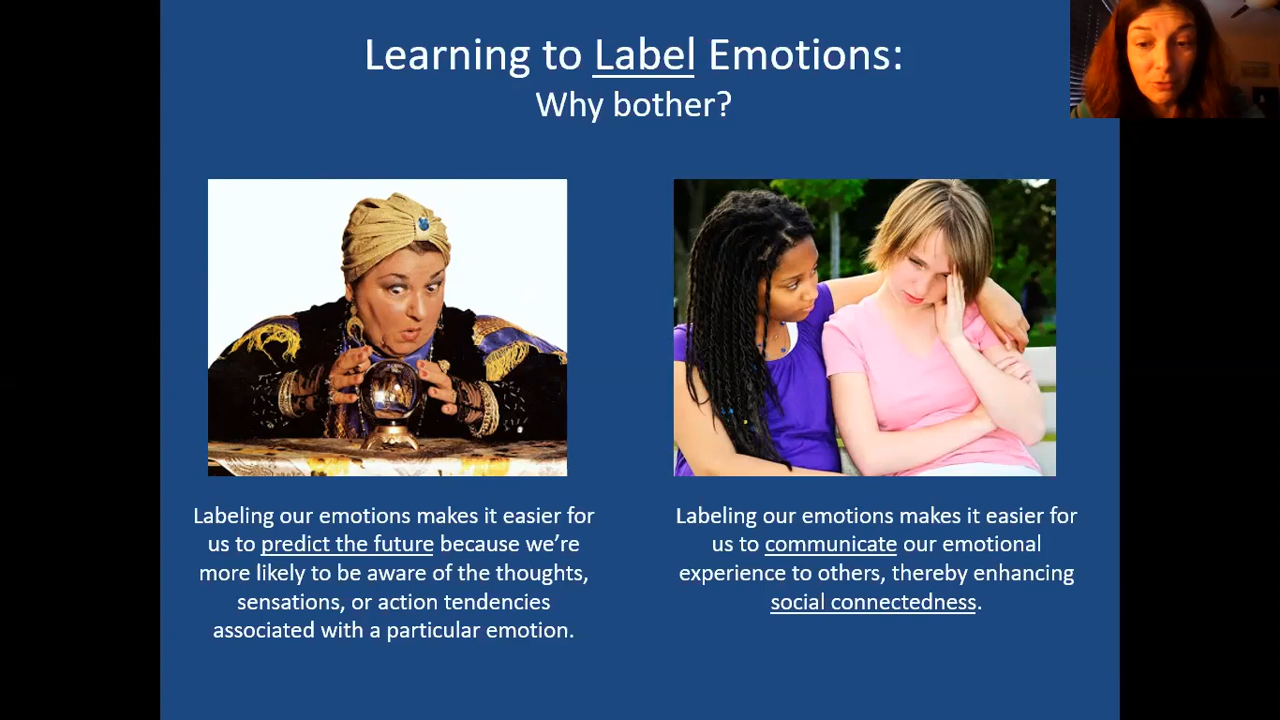 Learning to Label Emotions:
Why bother?
Labeling our emotions makes it easier for
us to predict the future because we’re
more likely to be aware of the thoughts,
sensations, or action tendencies
associated with a particular emotion.
Labeling our emotions makes it easier for
us to communicate our emotional
experience to others, thereby enhancing
social connectedness.